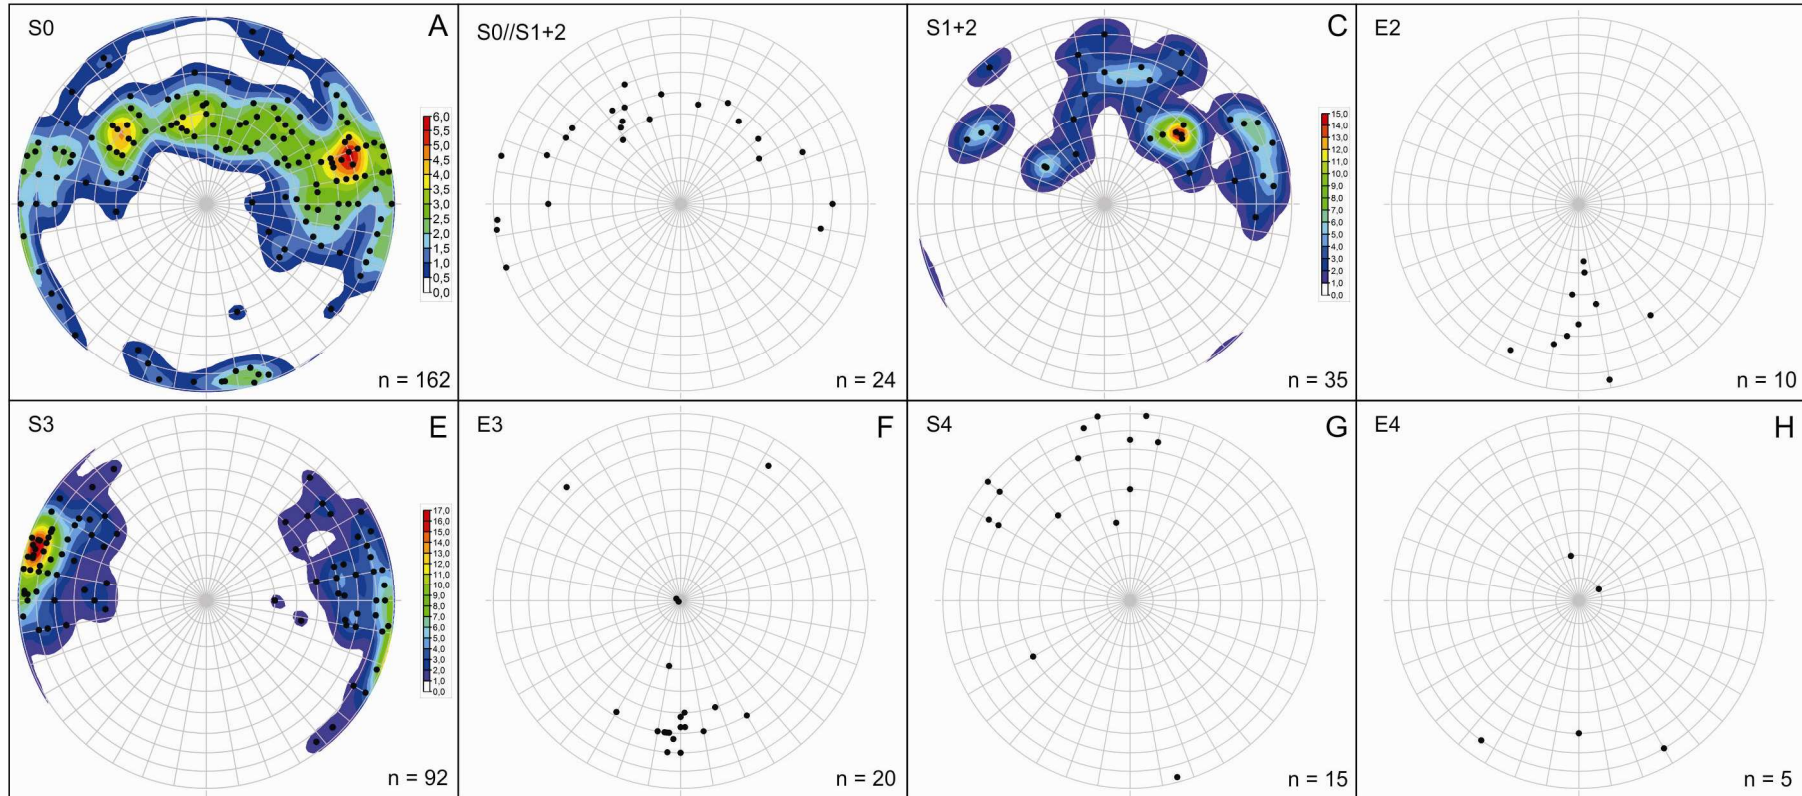 S0
A
6,0
5,5
5,0
4,5
4,0
3,5
3,0
2,5
2,0
1,5
1,0
0,5
0,0
n = 162
S0//S1+2
n = 24
S1+2
C
15,0
14,0
13,0
12,0
11,0
10,0
9,0
8,0
7,0
6,0
5,0
4,0
3,0
2,0
1,0
0,0
n = 35
E2
n = 10
S3
E
17,0
16,0
15,0
14,0
13,0
12,0
11,0
10,0
9,0
8,0
7,0
6,0
5,0
4,0
3,0
2,0
1,0
0,0
n = 92
E3
F
n = 20
S4
G
n = 15
E4
H
n = 5